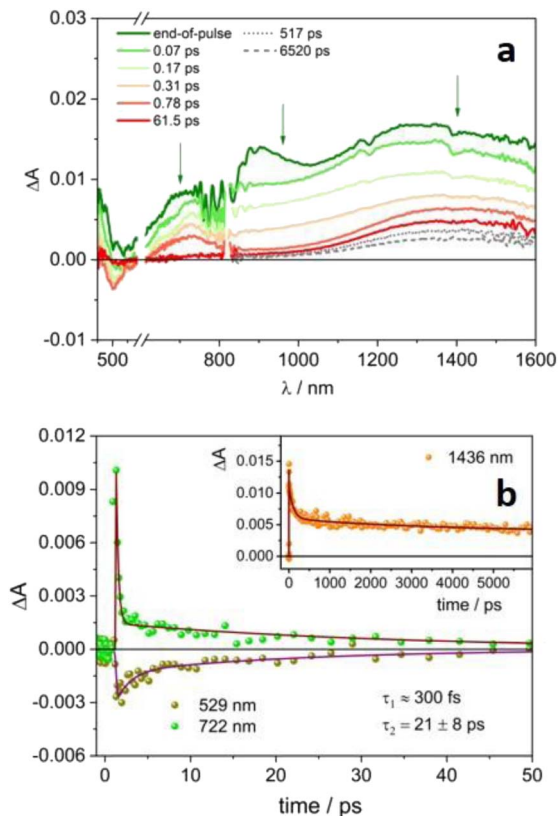 end-of-pulse
0.07 ps
0.17 ps
0.31 ps
0.78 ps
61.5 ps
517 ps
6520 ps
a
0.03
0.02
0.01
0.00
-0.01
ΔA
500
800
1000
1200
1400
1600
λ / nm
ΔA
0.015
0.010
0.005
0.000
1436 nm
b
0 1000 2000 3000 4000 5000
time / ps
0.012
0.009
0.006
0.003
0.000
-0.003
-0.006
ΔA
529 nm
722 nm
τ1 ≈ 300 fs
τ2 = 21 ± 8 ps
0 10 20 30 40 50
time / ps